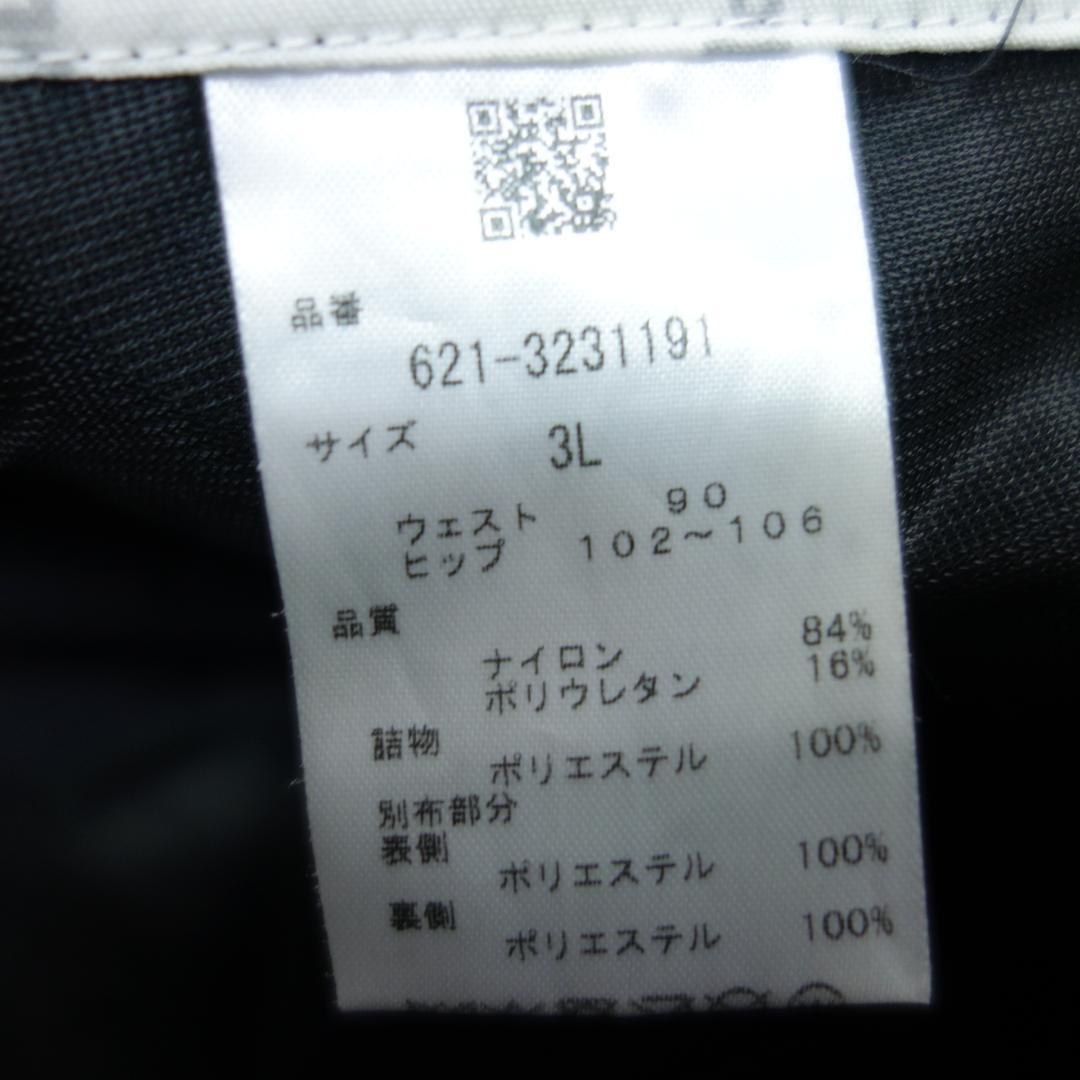 品番
621-3231191
サイズ 3L
ウェスト 90
ヒップ 102～106
品質
ナイロン 84%
ポリウレタン 16%
詰物
ポリエステル 100%
別布部分
表側
ポリエステル 100%
裏側
ポリエステル 100%